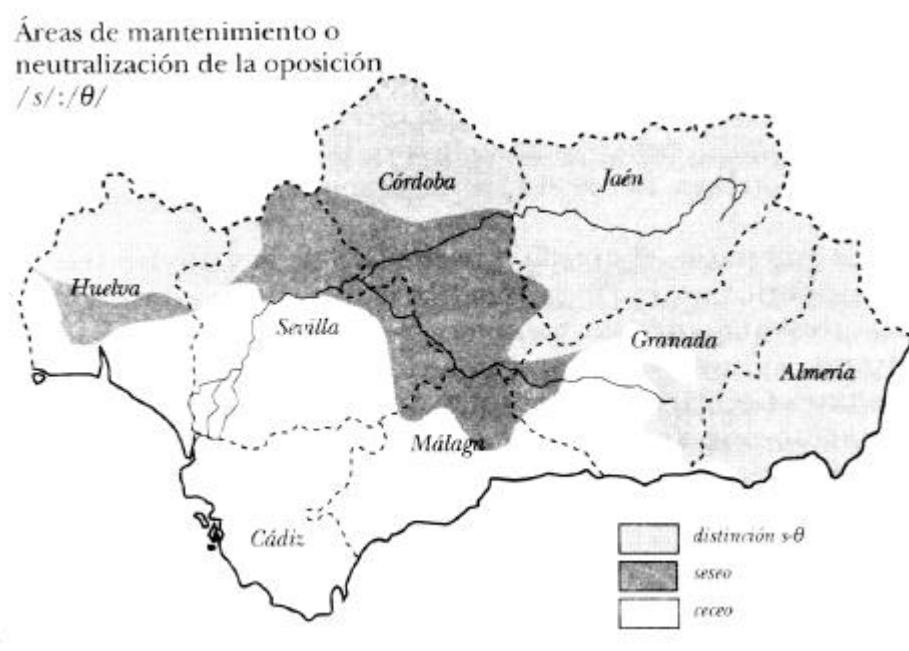 Áreas de mantenimiento o
neutralización de la oposición
/s/:/θ/
Córdoba
Jaén
Huelva
Sevilla
Granada
Almería
Málaga
Cádiz
distinción s-θ
seseo
ceceo